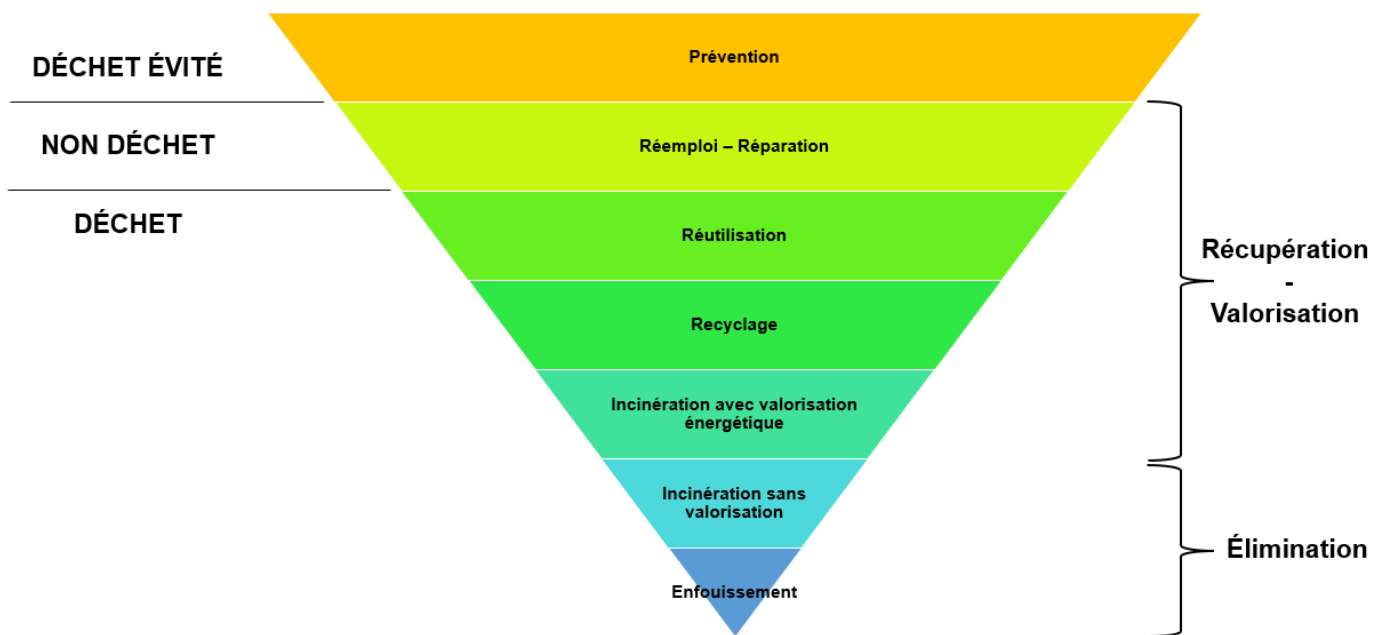 Prévention
DÉCHET ÉVITÉ
NON DÉCHET
Réemploi – Réparation
DÉCHET
Réutilisation
Récupération
-
Valorisation
Recyclage
Incinération avec valorisation
énergétique
Incinération sans
valorisation
Élimination
Enfouissement